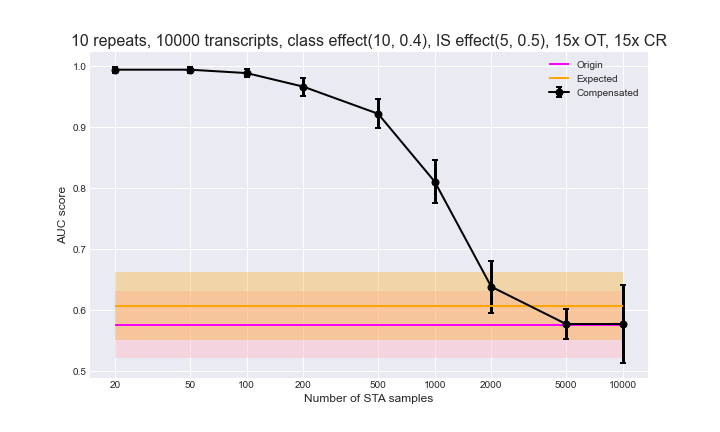 10 repeats, 10000 transcripts, class effect(10, 0.4), IS effect(5, 0.5), 15x OT, 15x CR
Origin
Expected
Compensated
1.0
0.9
0.8
0.7
0.6
0.5
AUC score
20 50 100 200 500 1000 2000 5000 10000
Number of STA samples